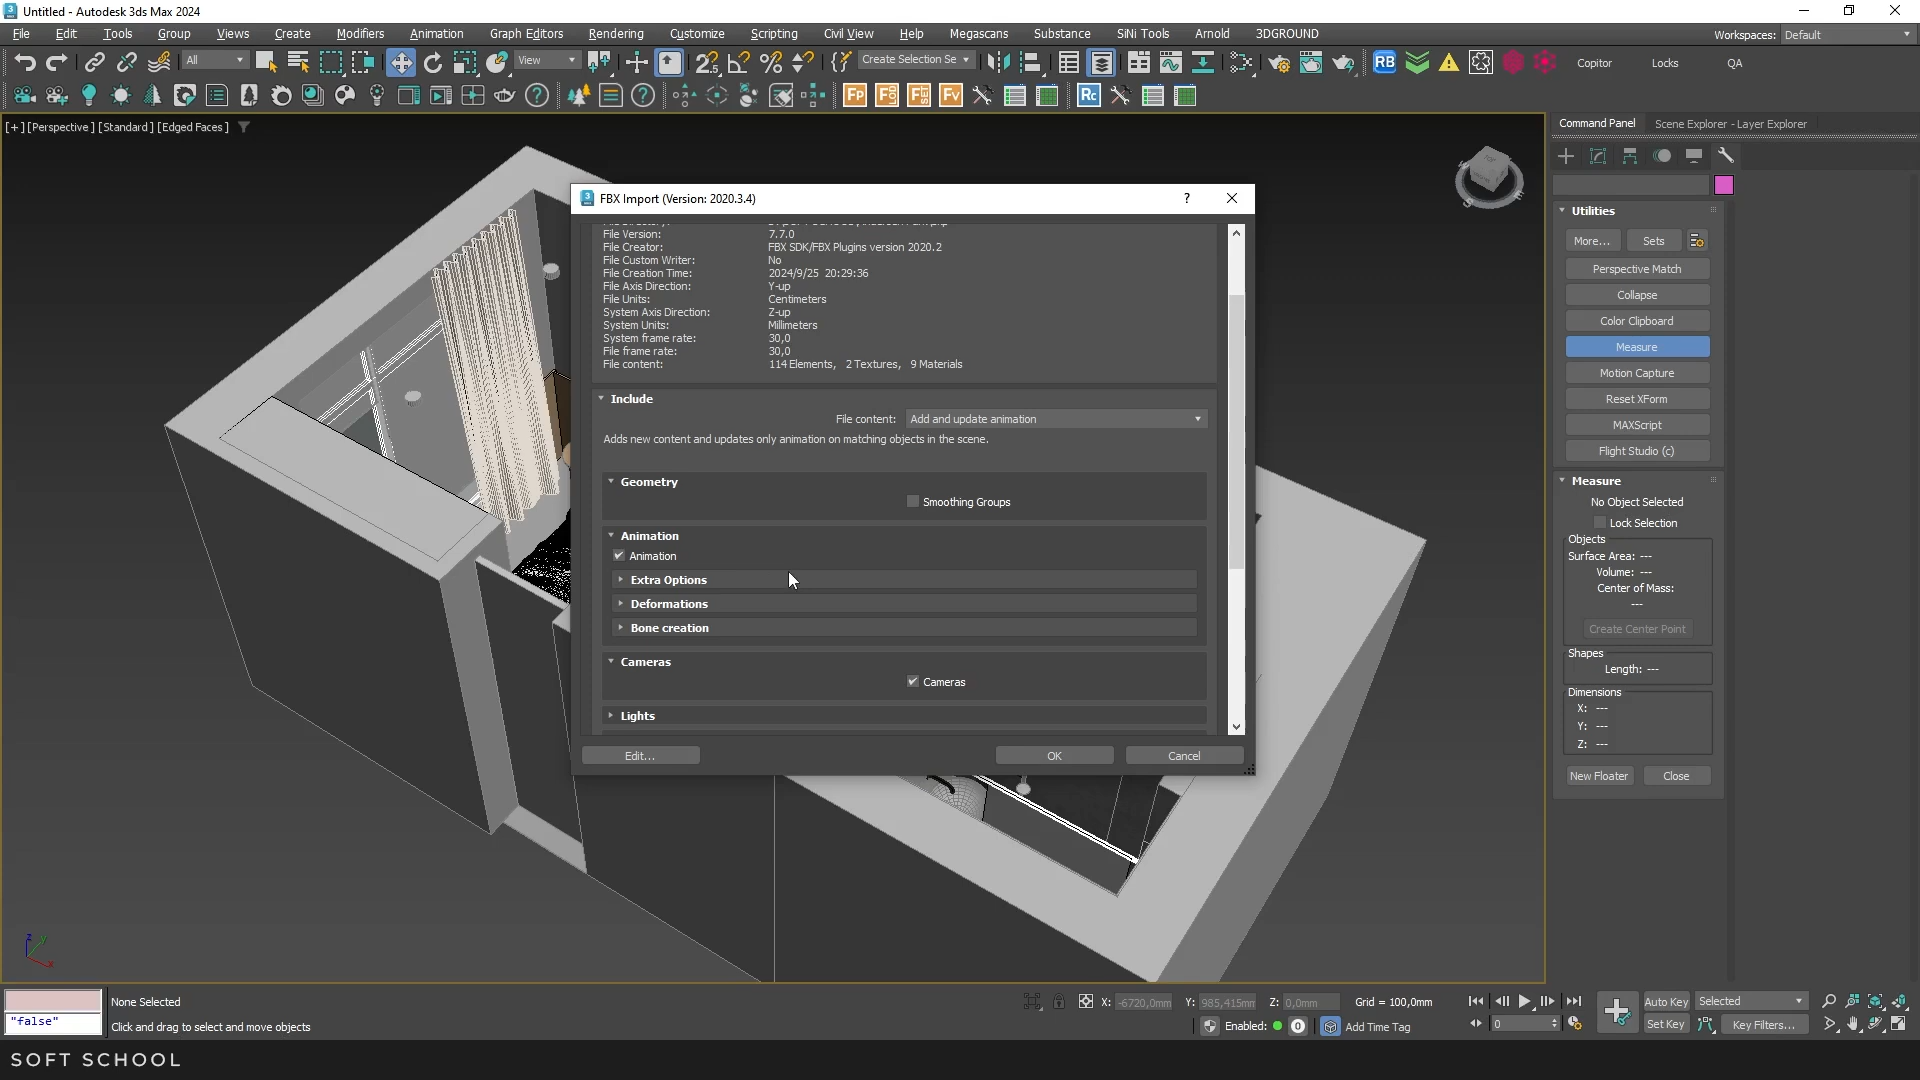 Untitled - Autodesk 3ds Max 2024
File Edit Tools Group Views Create Modifiers Animation Graph Editors Rendering Customize Scripting Civil View Help Megascans Substance SiNi Tools Arnold 3DGROUND
Workspaces: Default
All View Create Selection Se RB Copitor Locks QA
Fp Fv Rc
[+] [Perspective] [Standard] [Edged Faces]
Command Panel Scene Explorer - Layer Explorer
FBX Import (Version: 2020.3.4) ?
File Version: 7.7.0
File Creator: FBX SDK/FBX Plugins version 2020.2
File Custom Writer: No
File Creation Time: 2024/9/25 20:29:36
File Axis Direction: Y-up
File Units: Centimeters
System Axis Direction: Z-up
System Units: Millimeters
System frame rate: 30,0
File frame rate: 30,0
File content: 114 Elements, 2 Textures, 9 Materials
Include
File content: Add and update animation
Adds new content and updates only animation on matching objects in the scene.
Geometry
Smoothing Groups
Animation
Animation
Extra Options
Deformations
Bone creation
Cameras
Cameras
Lights
Edit... OK Cancel
Utilities
More... Sets
Perspective Match
Collapse
Color Clipboard
Measure
Motion Capture
Reset XForm
MAXScript
Flight Studio (c)
Measure
No Object Selected
Lock Selection
Objects
Surface Area: ---
Volume: ---
Center of Mass:
---
Create Center Point
Shapes
Length: ---
Dimensions
X: ---
Y: ---
Z: ---
New Floater Close
z y x
None Selected
"false"
Click and drag to select and move objects
X: -6720,0mm Y: 985,415mm Z: 0,0mm Grid = 100,0mm
Enabled: 0 Add Time Tag
0
Auto Key Selected
Set Key Key Filters...
SOFT SCHOOL